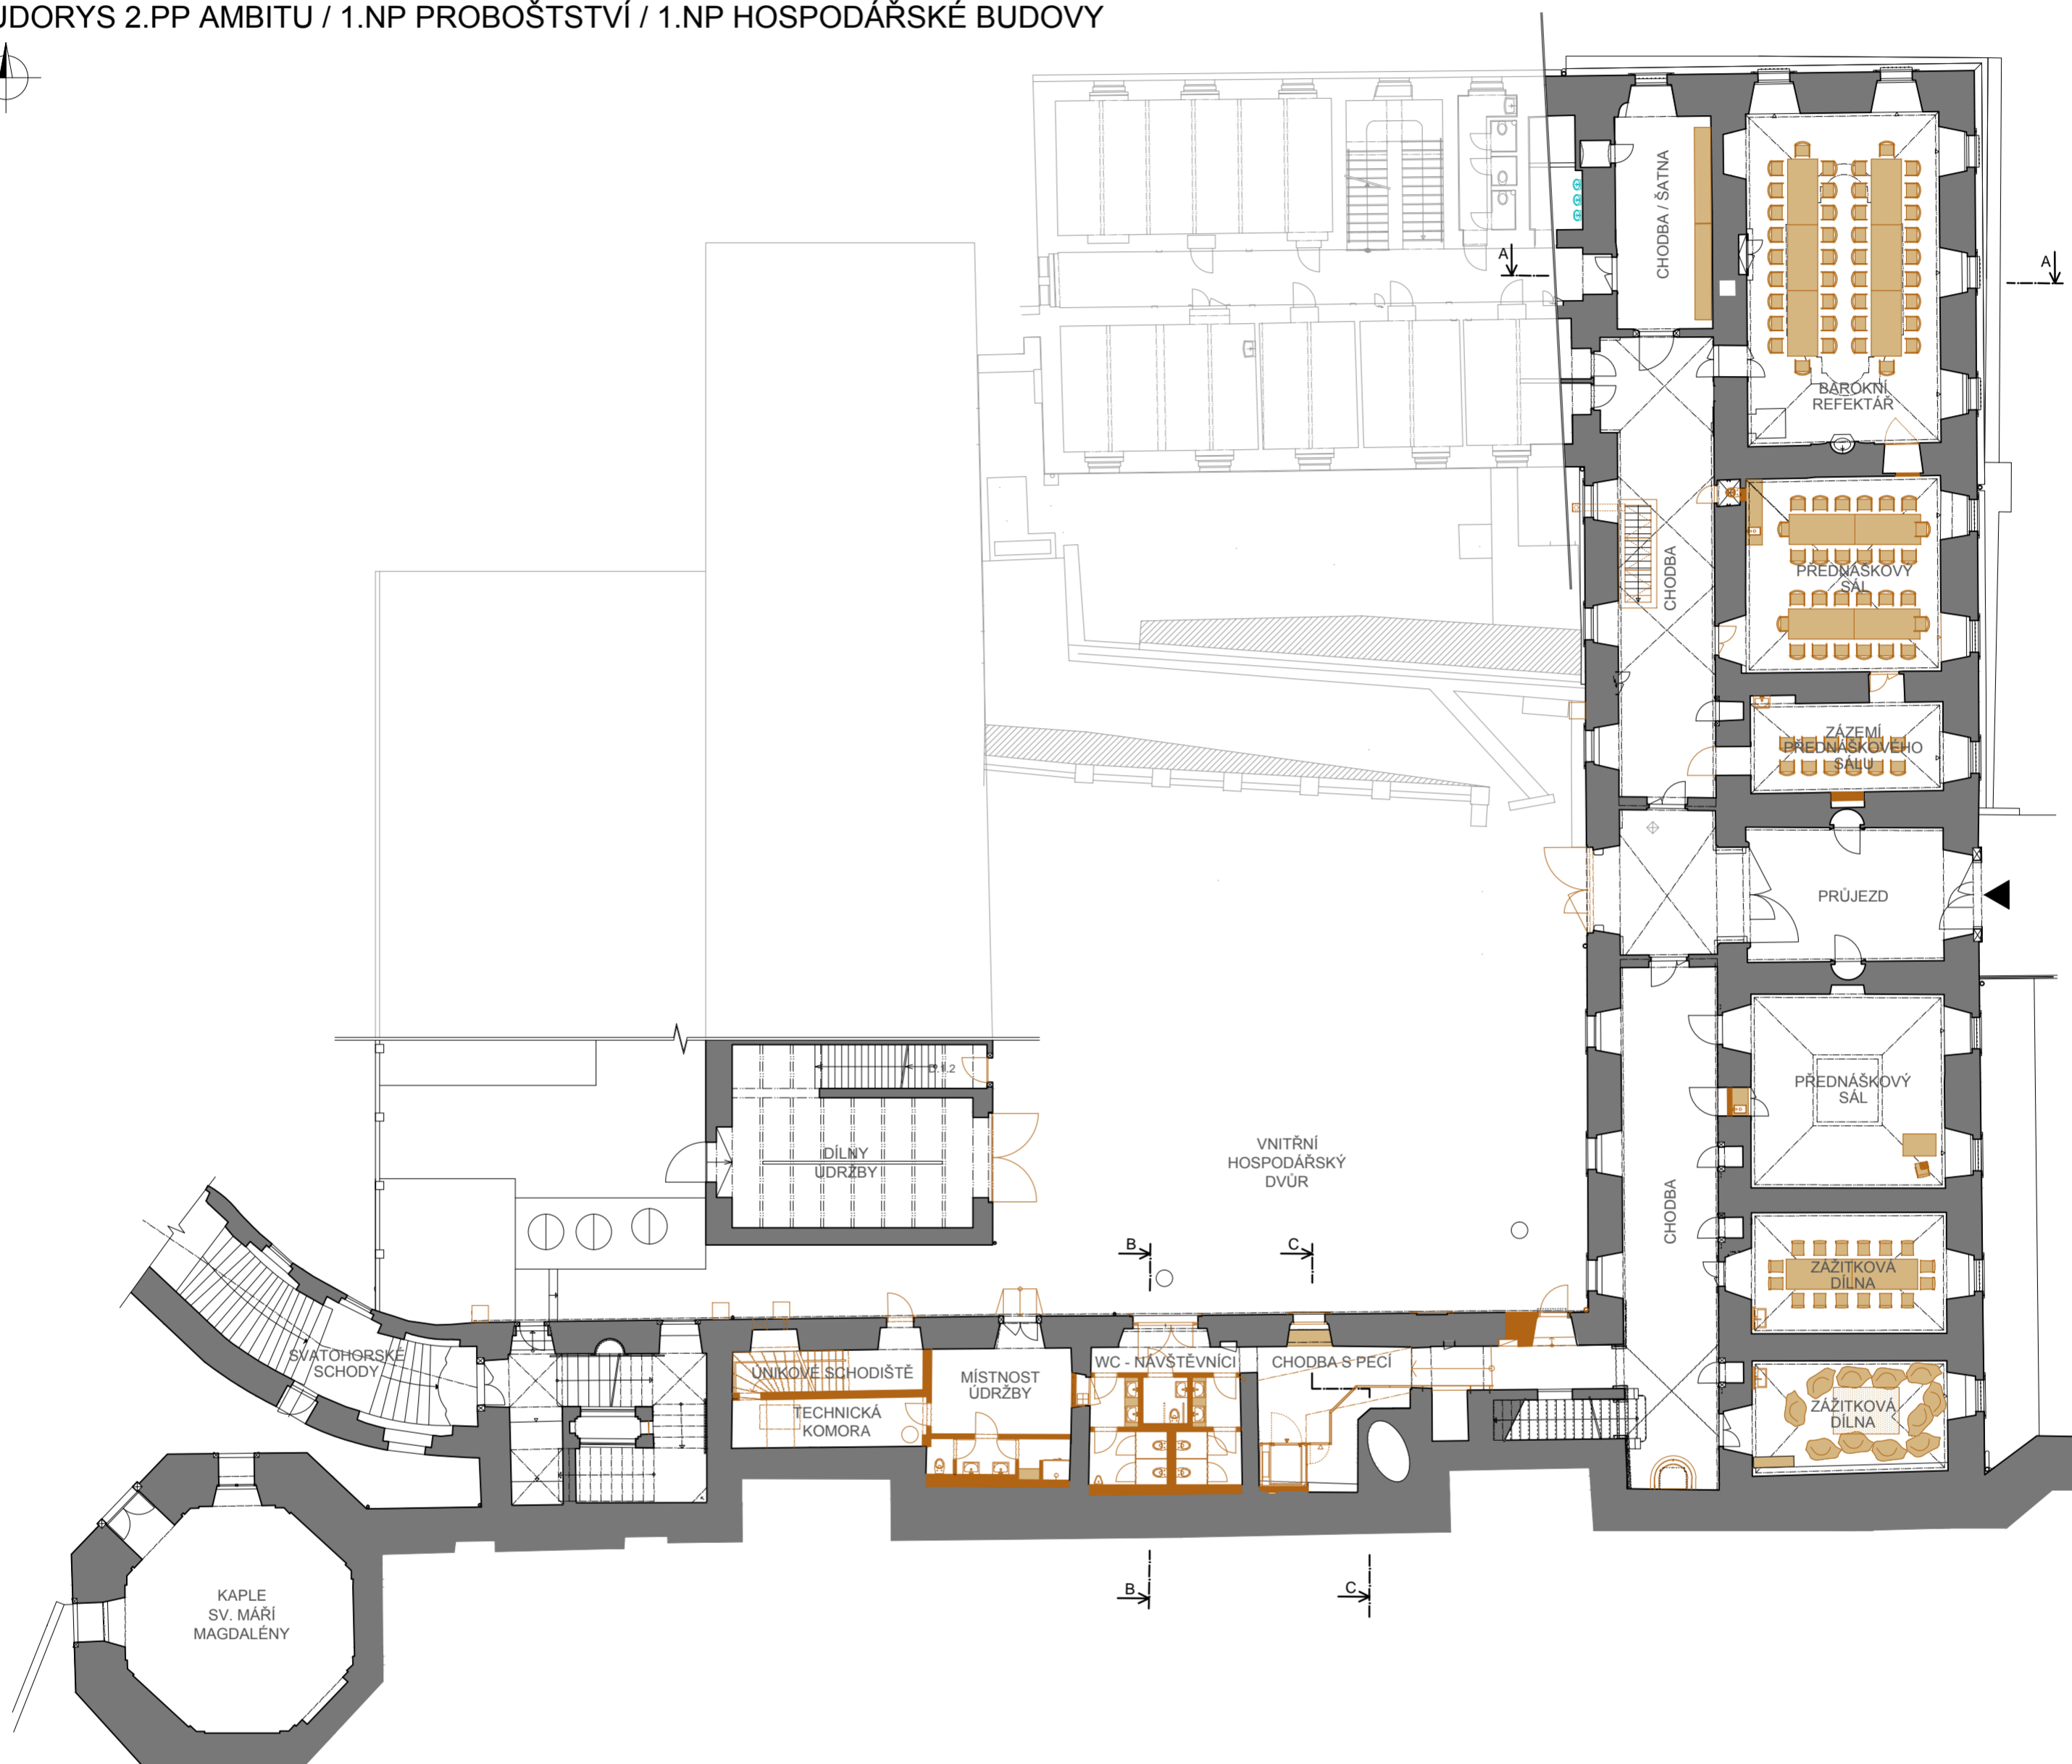 UDORYS 2.PP AMBITU / 1.NP PROBOŠTSTVÍ / 1.NP HOSPODÁŘSKÉ BUDOVY
CHODBA / ŠATNA
A
A
BAROKNÍ
REFEKTÁŘ
CHODBA
PŘEDNÁŠKOVÝ
SÁL
ZÁZEMÍ
PŘEDNÁŠKOVÉHO
SÁLU
PRŮJEZD
PŘEDNÁŠKOVÝ
SÁL
DÍLNY
ÚDRŽBY
VNITŘNÍ
HOSPODÁŘSKÝ
DVŮR
CHODBA
B
C
ZÁŽITKOVÁ
DÍLNA
SVATOHORSKÉ
SCHODY
ÚNIKOVÉ SCHODIŠTĚ
MÍSTNOST
ÚDRŽBY
WC - NÁVŠTĚVNÍCI
CHODBA S PECÍ
TECHNICKÁ
KOMORA
ZÁŽITKOVÁ
DÍLNA
B
C
KAPLE
SV. MÁŘÍ
MAGDALÉNY